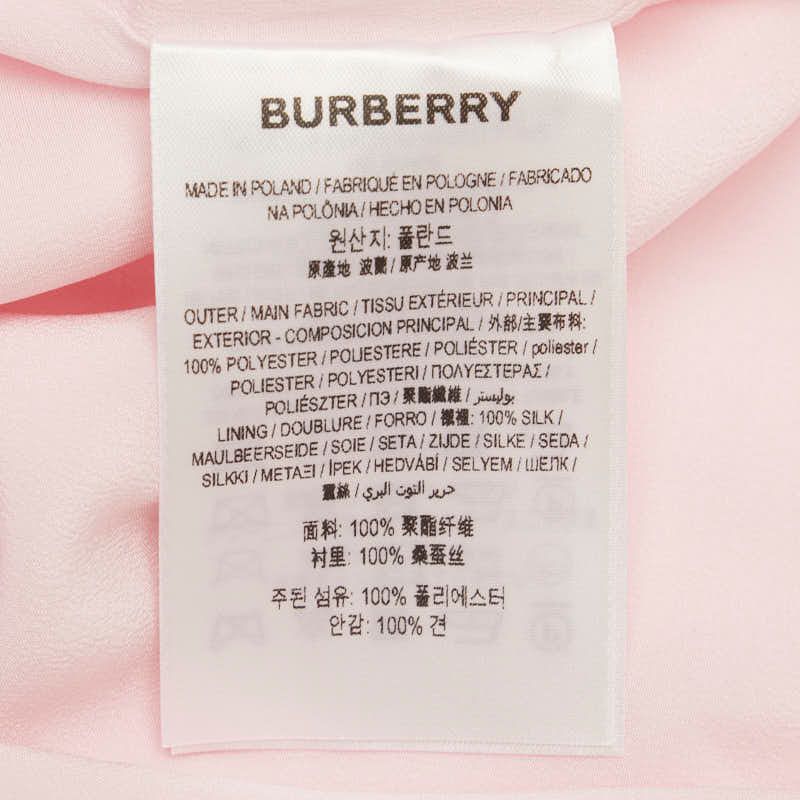 BURBERRY
MADE IN POLAND / FABRIQUÉ EN POLOGNE / FABRICADO
NA POLÔNIA / HECHO EN POLONIA
원산지: 폴란드
原產地 波蘭 / 原产地 波兰
OUTER / MAIN FABRIC / TISSU EXTÉRIEUR / PRINCIPAL /
EXTERIOR - COMPOSICION PRINCIPAL / 外部/主要布料:
100% POLYESTER / POLIESTERE / POLIÉSTER / poliester /
POLIESTER / POLYESTERI / ΠΟΛΥΕΣΤΕΡΑΣ /
POLIÉSZTER / ПЭ / 聚酯纖維 / بوليستر /
LINING / DOUBLURE / FORRO / 襯裡: 100% SILK /
MAULBEERSEIDE / SOIE / SETA / ZIJDE / SILKE / SEDA /
SILKKI / ΜΕΤΑΞΙ / İPEK / HEDVÁBÍ / SELYEM / ШЕЛК /
蠶絲 / حرير التوت البري
面料: 100% 聚酯纤维
衬里: 100% 桑蚕丝
주된 섬유: 100% 폴리에스터
안감: 100% 견